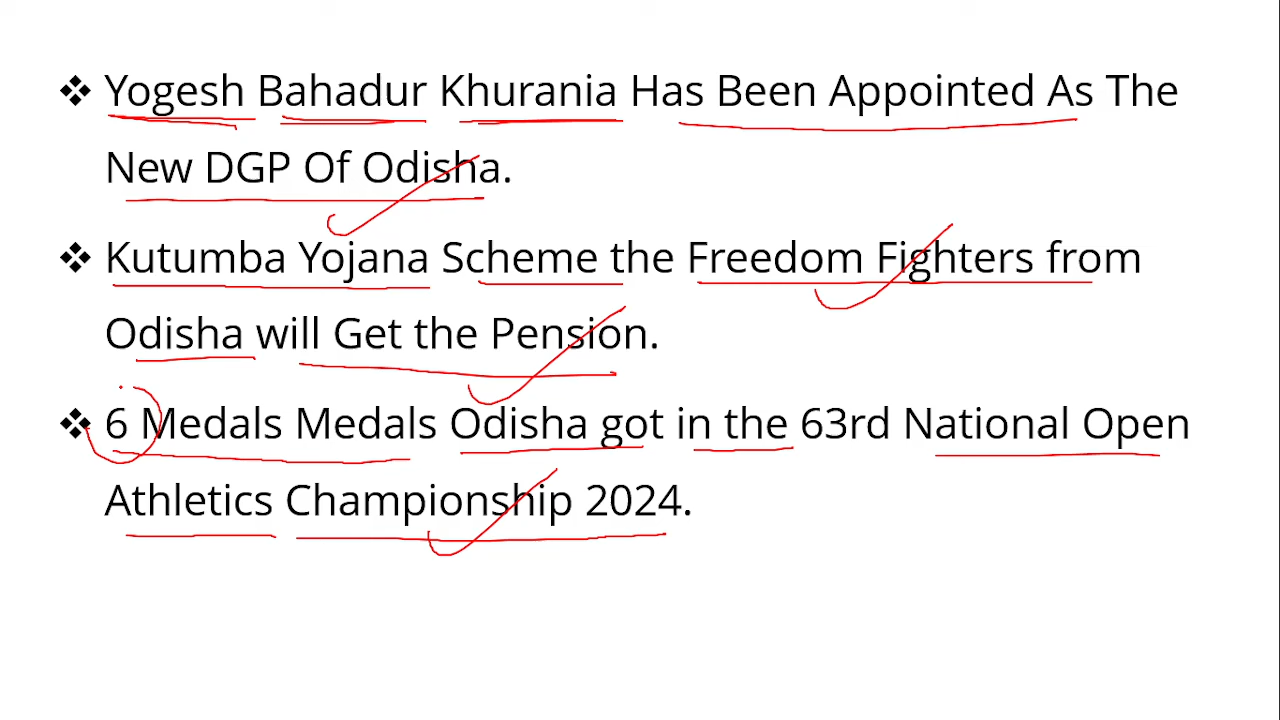 ❖ Yogesh Bahadur Khurania Has Been Appointed As The
New DGP Of Odisha.
❖ Kutumba Yojana Scheme the Freedom Fighters from
Odisha will Get the Pension.
❖ 6 Medals Medals Odisha got in the 63rd National Open
Athletics Championship 2024.